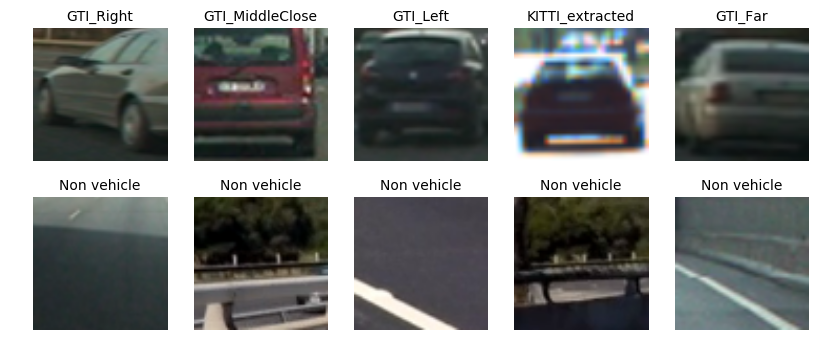 GTI_Right GTI_MiddleClose GTI_Left KITTI_extracted GTI_Far
Non vehicle Non vehicle Non vehicle Non vehicle Non vehicle